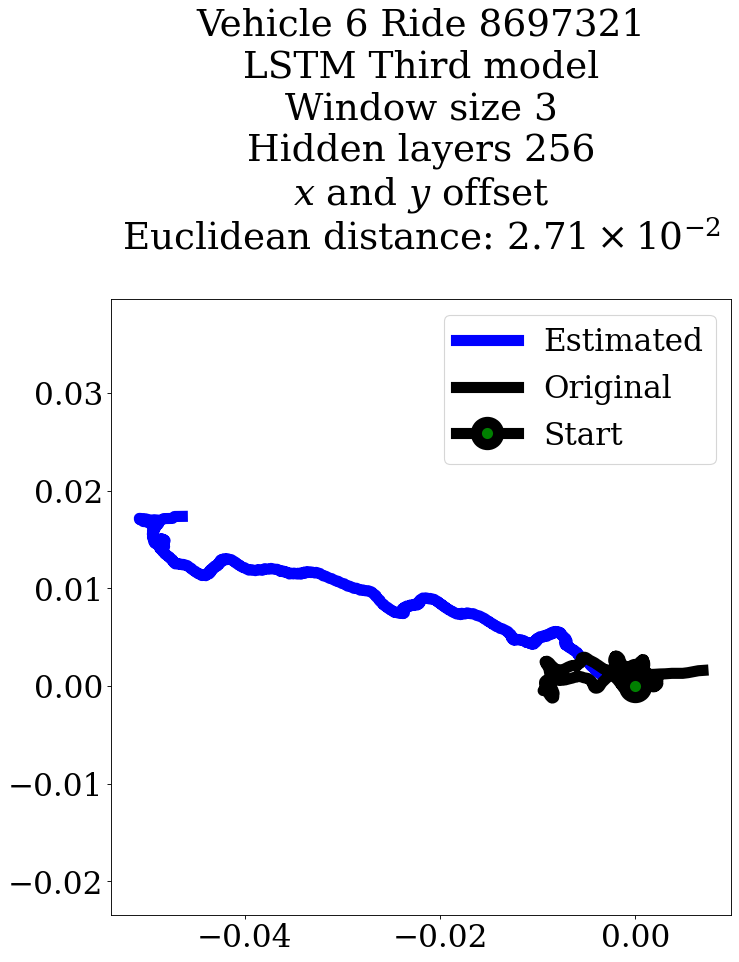 Vehicle 6 Ride 8697321
LSTM Third model
Window size 3
Hidden layers 256
x and y offset
Euclidean distance: 2.71 × 10⁻²
Estimated
Original
Start
0.03
0.02
0.01
0.00
−0.01
−0.02
−0.04
−0.02
0.00